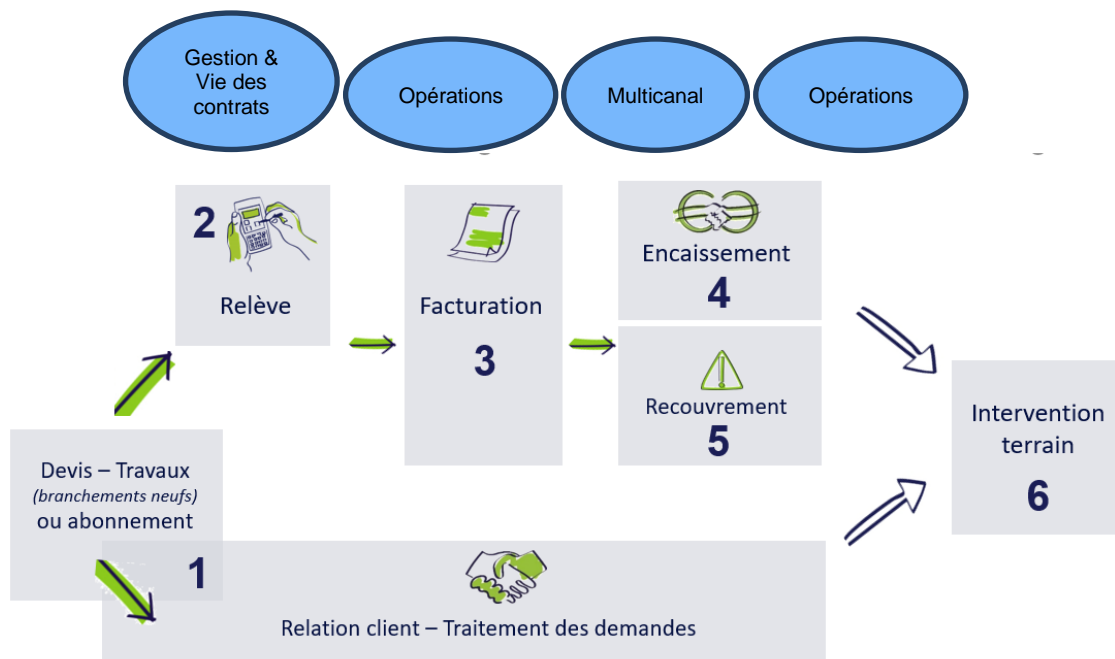 Gestion &
Vie des
contrats
Opérations
Multicanal
Opérations
2
Relève
Facturation
3
Encaissement
4
Recouvrement
5
Intervention
terrain
6
Devis – Travaux
(branchements neufs)
ou abonnement
1
Relation client – Traitement des demandes